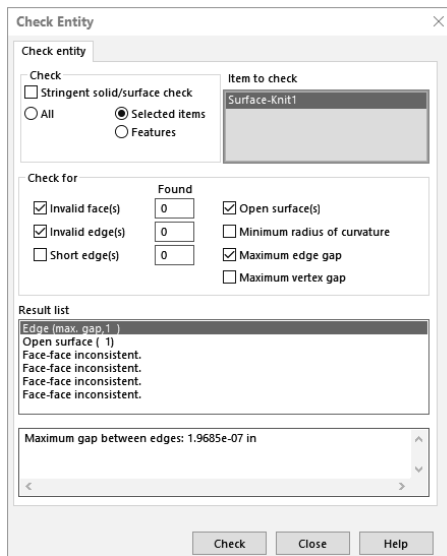 Check Entity
Check entity
Check
Stringent solid/surface check
All
Selected items
Features
Item to check
Surface-Knit1
Check for
Found
Invalid face(s) 0
Open surface(s)
Invalid edge(s) 0
Minimum radius of curvature
Short edge(s) 0
Maximum edge gap
Maximum vertex gap
Result list
Edge (max. gap,1 )
Open surface ( 1)
Face-face inconsistent.
Face-face inconsistent.
Face-face inconsistent.
Face-face inconsistent.
Maximum gap between edges: 1.9685e-07 in
Check Close Help